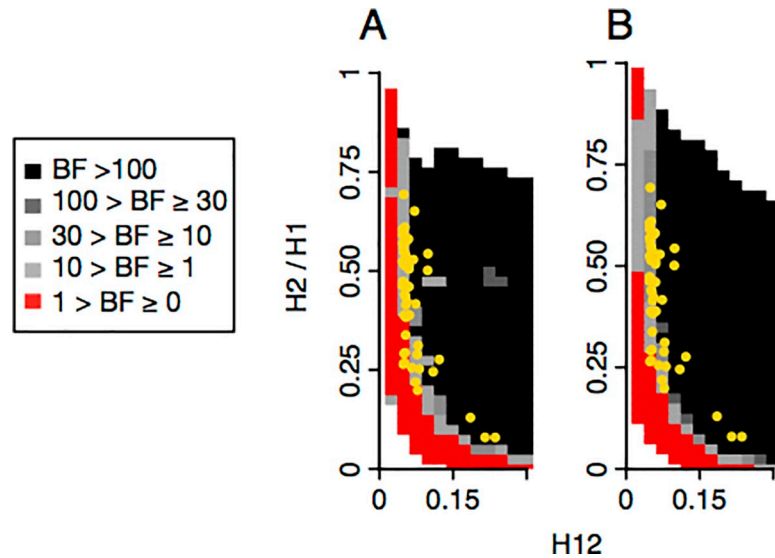 A
B
BF >100
100 > BF ≥ 30
30 > BF ≥ 10
10 > BF ≥ 1
1 > BF ≥ 0
H2 / H1
1
0.75
0.50
0.25
0
0
0.15
1
0.75
0.50
0.25
0
0
0.15
H12